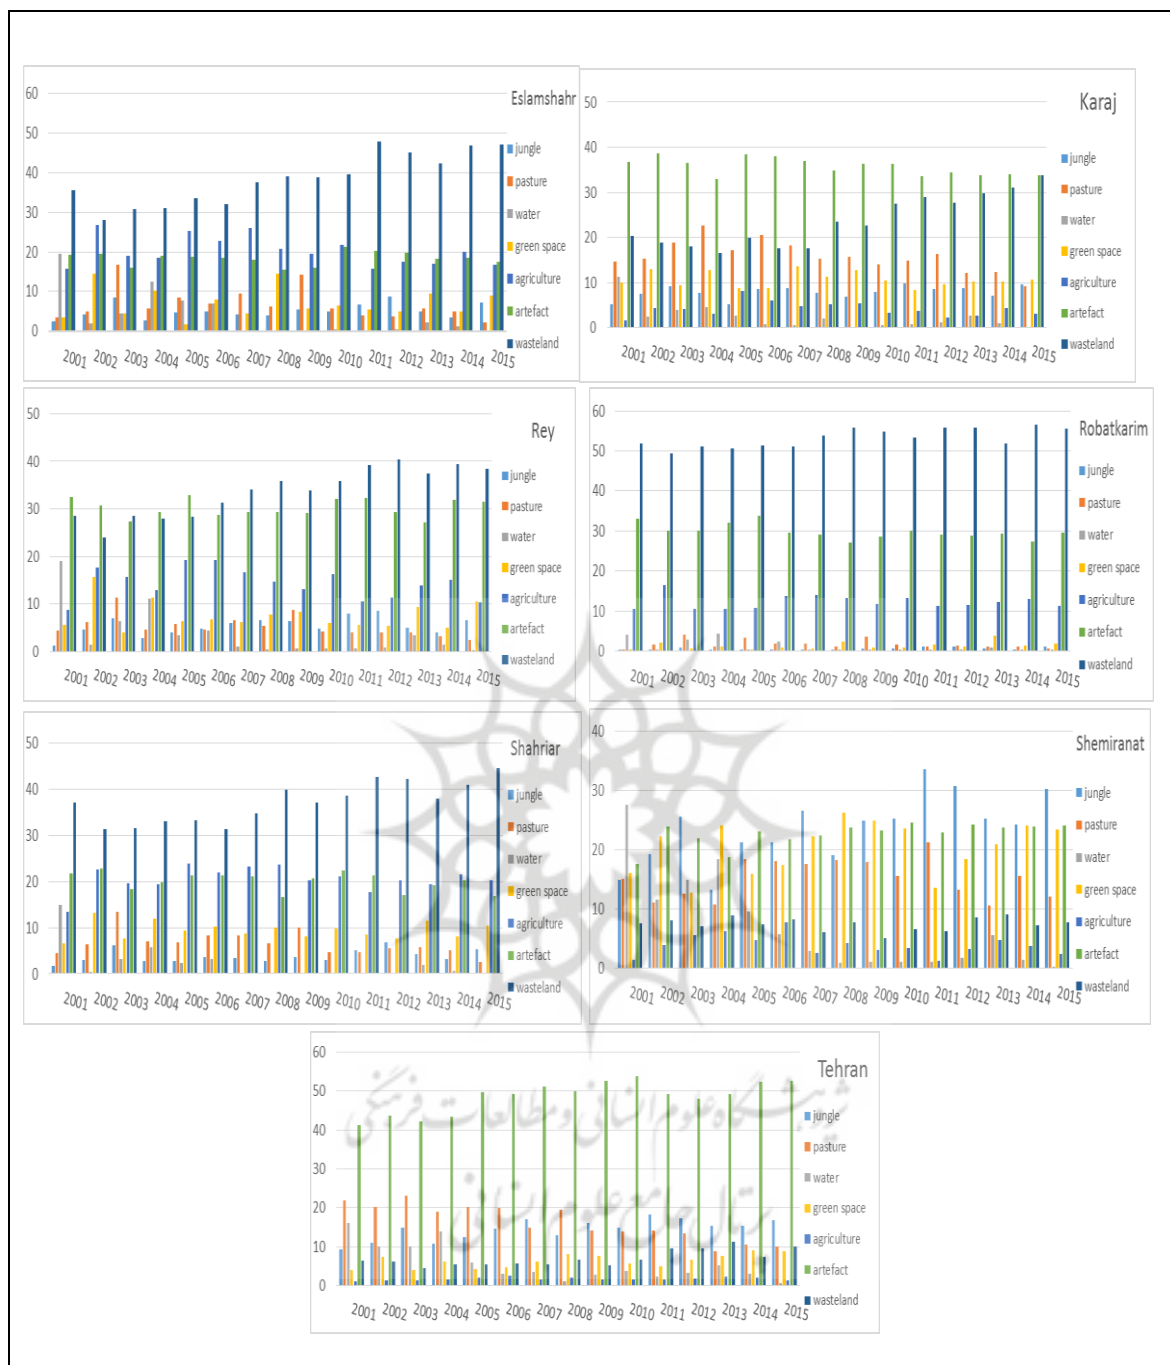 Eslamshahr
60
50
40
30
20
10
0
2001 2002 2003 2004 2005 2006 2007 2008 2009 2010 2011 2012 2013 2014 2015
jungle
pasture
water
green space
agriculture
artefact
wasteland
Karaj
50
40
30
20
10
0
2001 2002 2003 2004 2005 2006 2007 2008 2009 2010 2011 2012 2013 2014 2015
jungle
pasture
water
green space
agriculture
artefact
wasteland
Rey
50
40
30
20
10
0
2001 2002 2003 2004 2005 2006 2007 2008 2009 2010 2011 2012 2013 2014 2015
jungle
pasture
water
green space
agriculture
artefact
wasteland
Robatkarim
60
50
40
30
20
10
0
2001 2002 2003 2004 2005 2006 2007 2008 2009 2010 2011 2012 2013 2014 2015
jungle
pasture
water
green space
agriculture
artefact
wasteland
Shahriar
50
40
30
20
10
0
2001 2002 2003 2004 2005 2006 2007 2008 2009 2010 2011 2012 2013 2014 2015
jungle
pasture
water
green space
agriculture
artefact
wasteland
Shemiranat
40
30
20
10
0
2001 2002 2003 2004 2005 2006 2007 2008 2009 2010 2011 2012 2013 2014 2015
jungle
pasture
water
green space
agriculture
artefact
wasteland
Tehran
60
50
40
30
20
10
0
2001 2002 2003 2004 2005 2006 2007 2008 2009 2010 2011 2012 2013 2014 2015
jungle
pasture
water
green space
agriculture
artefact
wasteland
پژوهشگاه علوم انسانی و مطالعات فرهنگی
پرتال جامع علوم انسانی